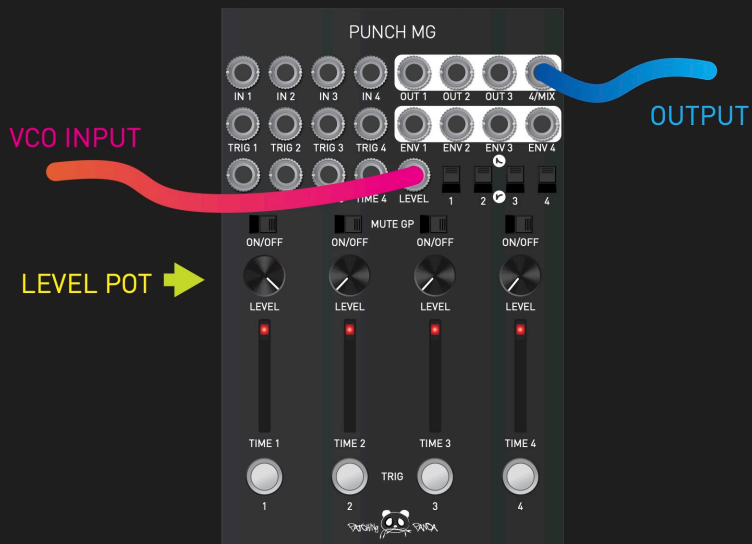 PUNCH MG
IN 1 IN 2 IN 3 IN 4 OUT 1 OUT 2 OUT 3 4/MIX
OUTPUT
VCO INPUT
TRIG 1 TRIG 2 TRIG 3 TRIG 4 ENV 1 ENV 2 ENV 3 ENV 4
TIME 4 LEVEL 1 2 3 4
MUTE GP
ON/OFF ON/OFF ON/OFF ON/OFF
LEVEL POT
LEVEL LEVEL LEVEL LEVEL
TIME 1 TIME 2 TIME 3 TIME 4
TRIG
1 2 3 4
PATCHING PANDA